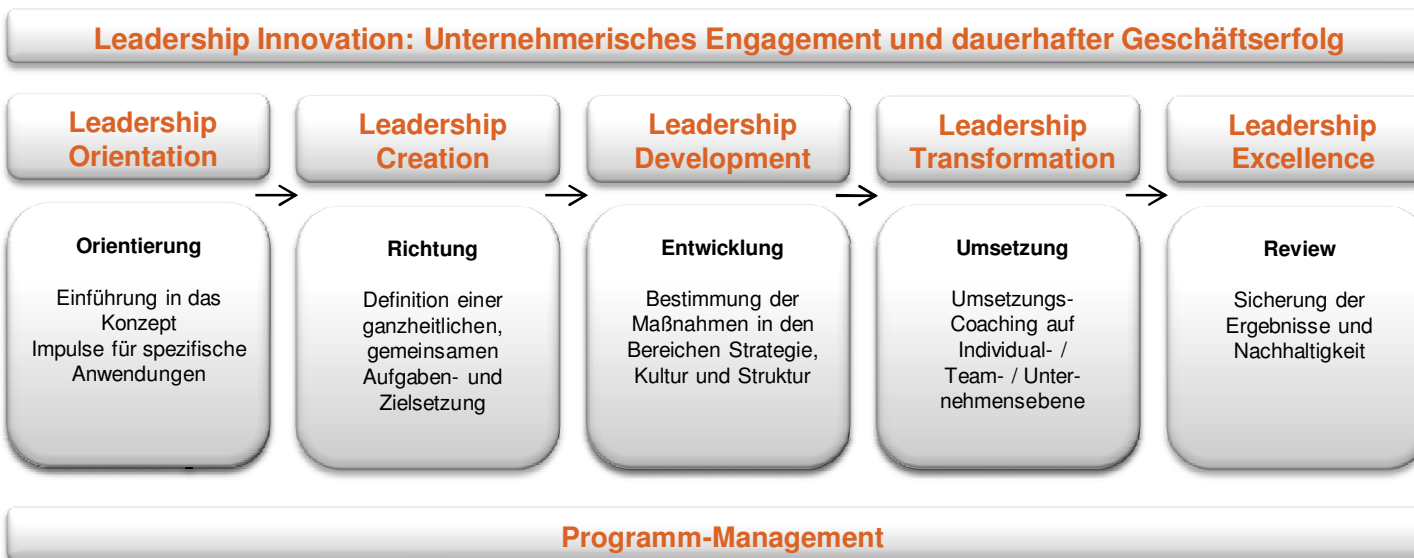 Leadership Innovation: Unternehmerisches Engagement und dauerhafter Geschäftserfolg
Leadership
Orientation
Leadership
Creation
Leadership
Development
Leadership
Transformation
Leadership
Excellence
Orientierung
Einführung in das
Konzept
Impulse für spezifische
Anwendungen
Richtung
Definition einer
ganzheitlichen,
gemeinsamen
Aufgaben- und
Zielsetzung
Entwicklung
Bestimmung der
Maßnahmen in den
Bereichen Strategie,
Kultur und Struktur
Umsetzung
Umsetzungs-
Coaching auf
Individual- /
Team- / Unter-
nehmensebene
Review
Sicherung der
Ergebnisse und
Nachhaltigkeit
Programm-Management